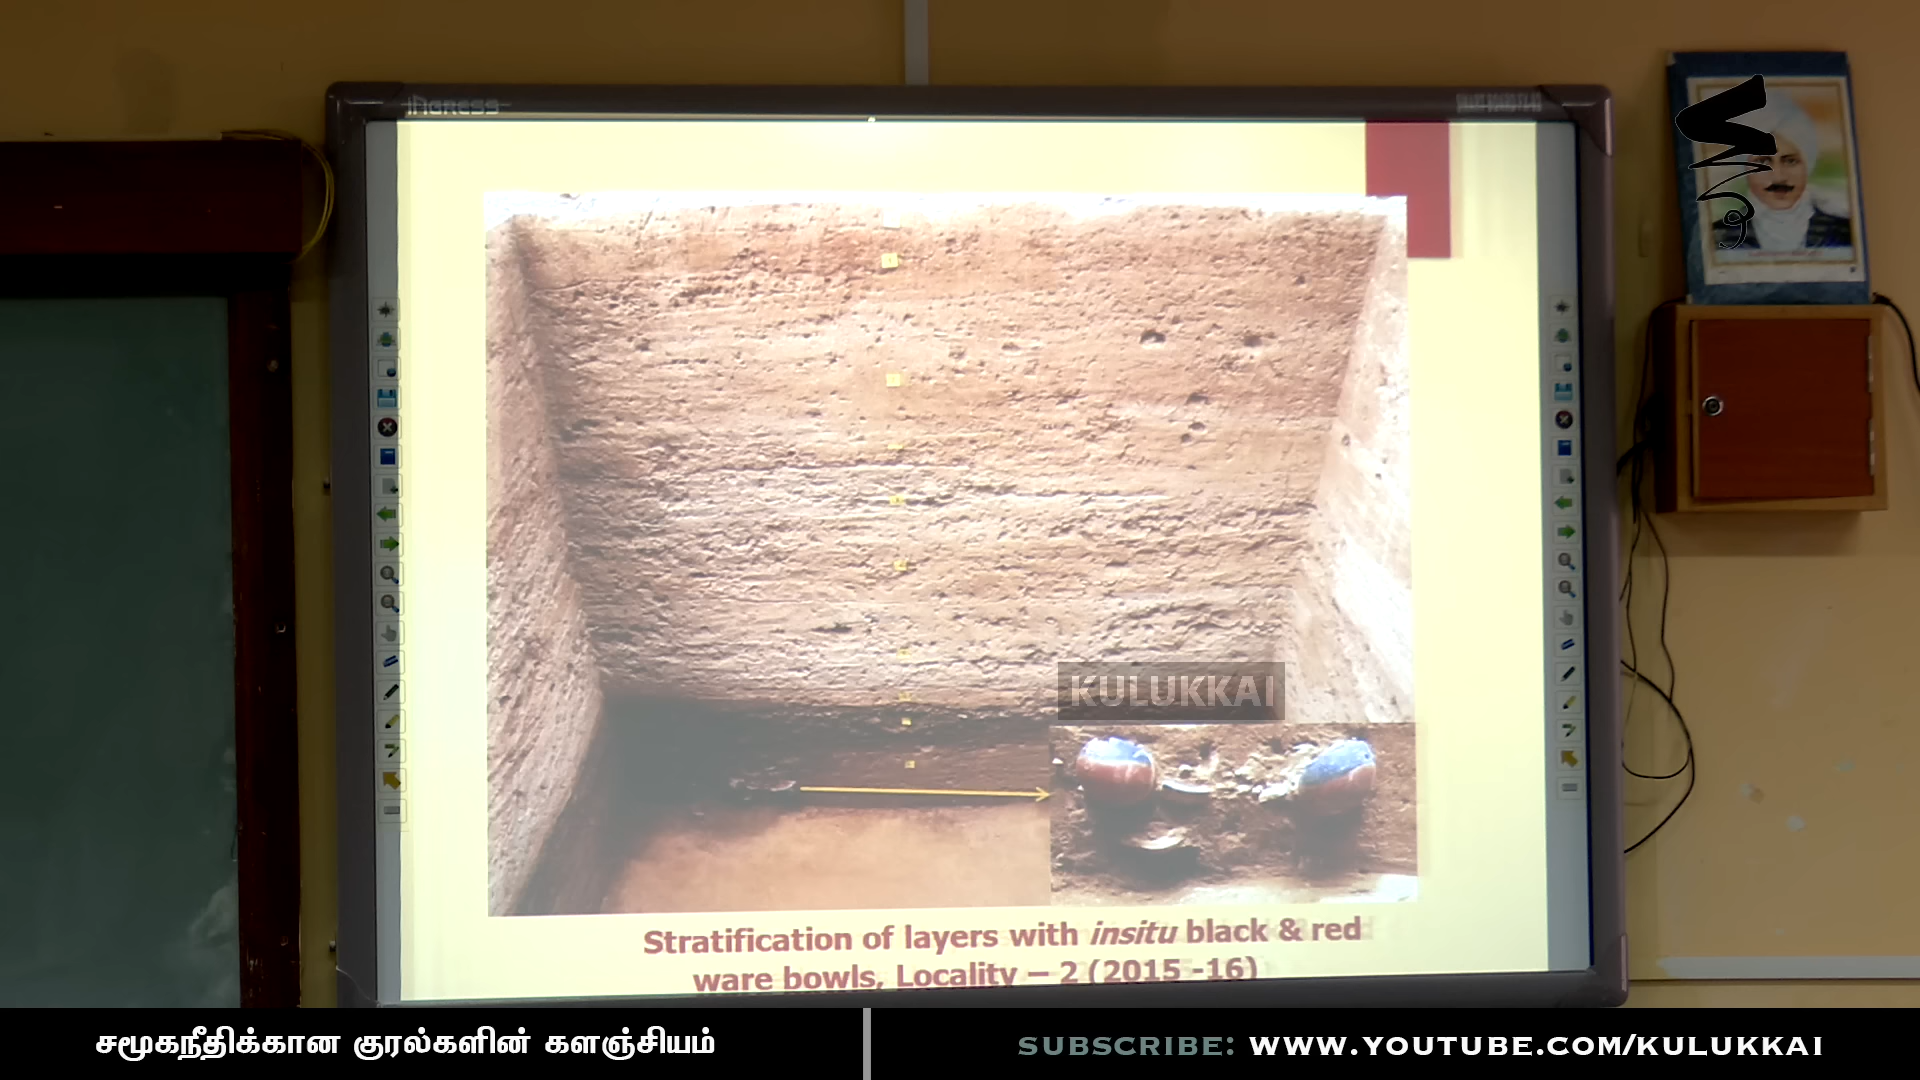 INGRESS
KULUKKAI
Stratification of layers with insitu black & red
ware bowls, Locality – 2 (2015 -16)
சமூகநீதிக்கான குரல்களின் களஞ்சியம்
SUBSCRIBE: WWW.YOUTUBE.COM/KULUKKAI